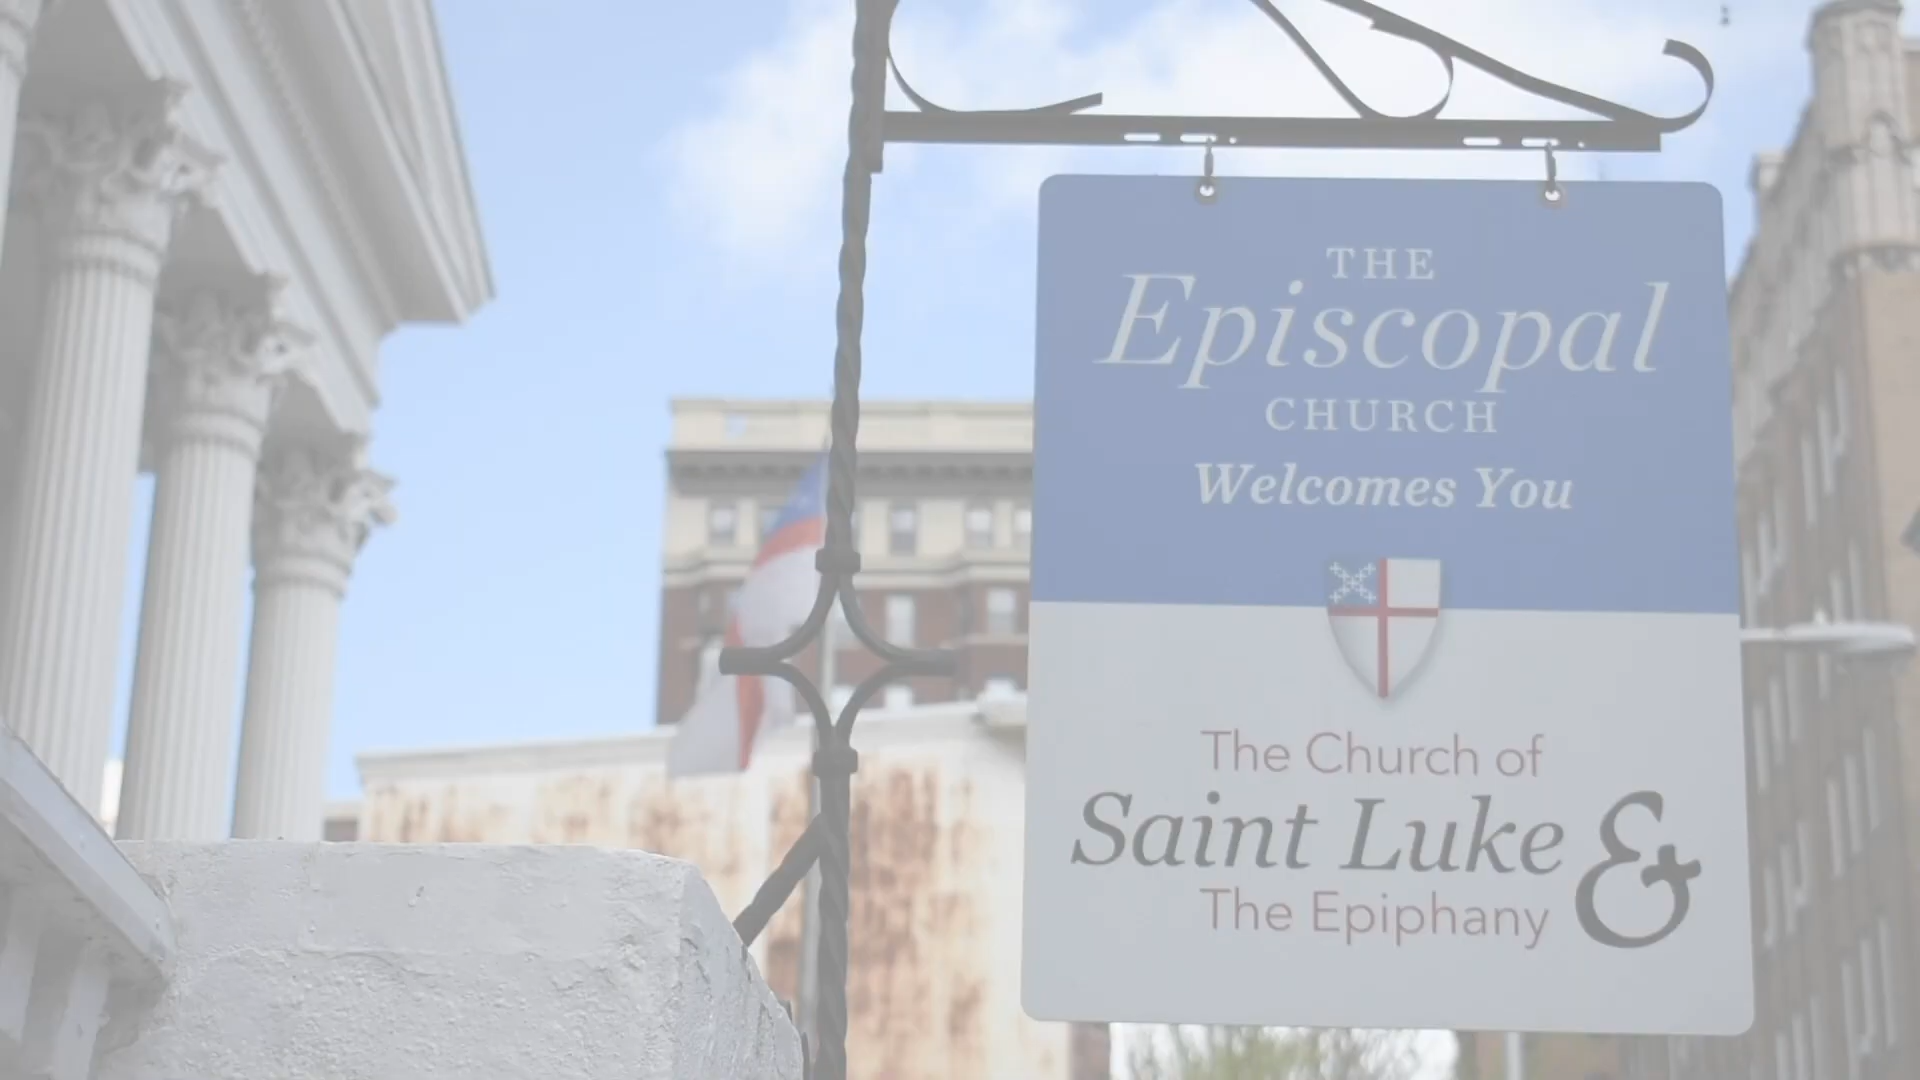 THE
Episcopal
CHURCH
Welcomes You
The Church of
Saint Luke &
The Epiphany